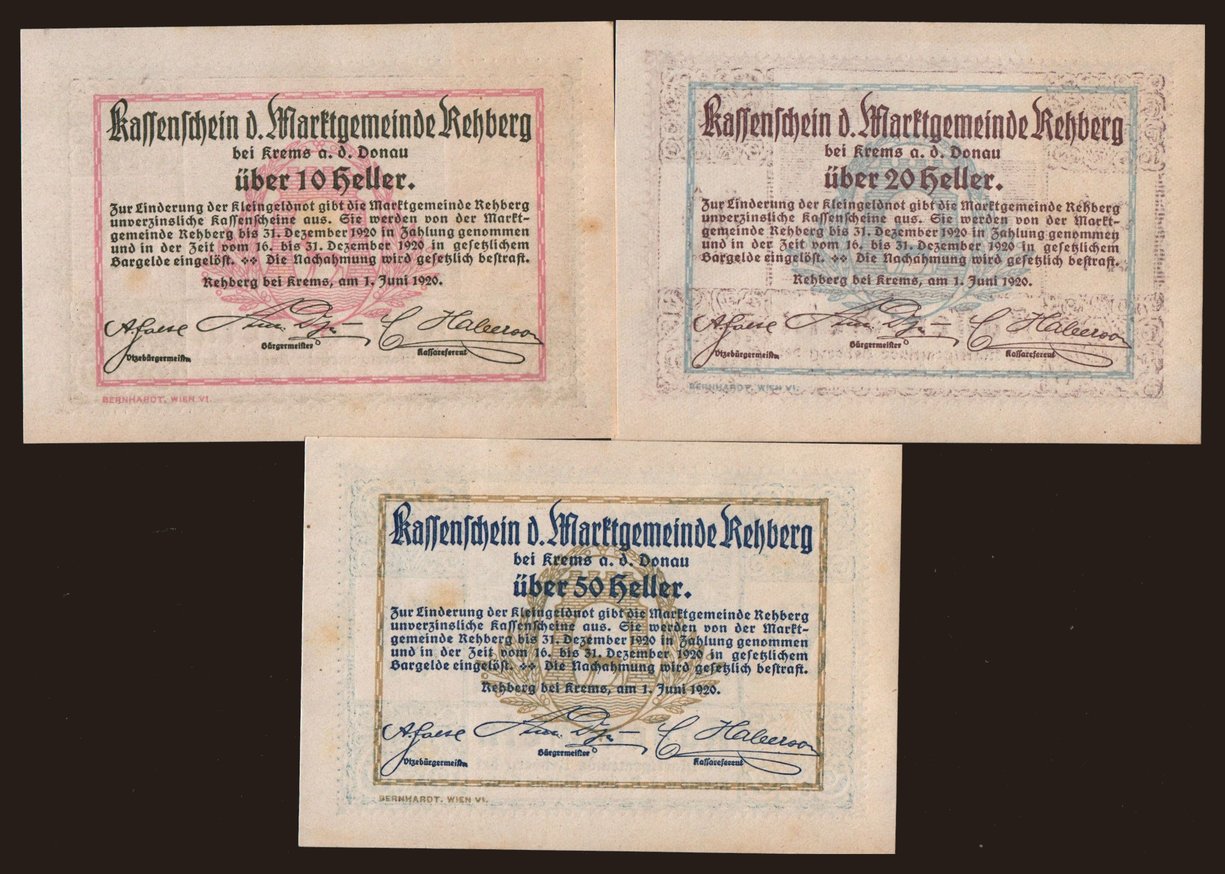 Kassenschein d. Marktgemeinde Rehberg
bei Krems a. d. Donau
über 10 Heller.
Zur Linderung der Kleingeldnot gibt die Marktgemeinde Rehberg
unverzinsliche Kassenscheine aus. Sie werden von der Markt-
gemeinde Rehberg bis 31. Dezember 1920 in Zahlung genommen
und in der Zeit vom 16. bis 31. Dezember 1920 in gesetzlichem
Bargelde eingelöst. ❖❖ Die Nachahmung wird gesetzlich bestraft.
Rehberg bei Krems, am 1. Juni 1920.
Vizebürgermeister
Bürgermeister
Kassareferent
BERNHARDT, WIEN VI.
Kassenschein d. Marktgemeinde Rehberg
bei Krems a. d. Donau
über 20 Heller.
Zur Linderung der Kleingeldnot gibt die Marktgemeinde Rehberg
unverzinsliche Kassenscheine aus. Sie werden von der Markt-
gemeinde Rehberg bis 31. Dezember 1920 in Zahlung genommen
und in der Zeit vom 16. bis 31. Dezember 1920 in gesetzlichem
Bargelde eingelöst. ❖❖ Die Nachahmung wird gesetzlich bestraft.
Rehberg bei Krems, am 1. Juni 1920.
Vizebürgermeister
Bürgermeister
Kassareferent
BERNHARDT, WIEN VI.
Kassenschein d. Marktgemeinde Rehberg
bei Krems a. d. Donau
über 50 Heller.
Zur Linderung der Kleingeldnot gibt die Marktgemeinde Rehberg
unverzinsliche Kassenscheine aus. Sie werden von der Markt-
gemeinde Rehberg bis 31. Dezember 1920 in Zahlung genommen
und in der Zeit vom 16. bis 31. Dezember 1920 in gesetzlichem
Bargelde eingelöst. ❖❖ Die Nachahmung wird gesetzlich bestraft.
Rehberg bei Krems, am 1. Juni 1920.
Vizebürgermeister
Bürgermeister
Kassareferent
BERNHARDT, WIEN VI.